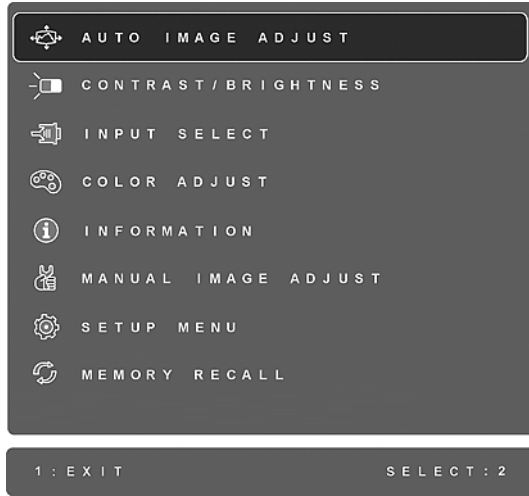 AUTO IMAGE ADJUST
CONTRAST/BRIGHTNESS
INPUT SELECT
COLOR ADJUST
INFORMATION
MANUAL IMAGE ADJUST
SETUP MENU
MEMORY RECALL
1:EXIT SELECT:2